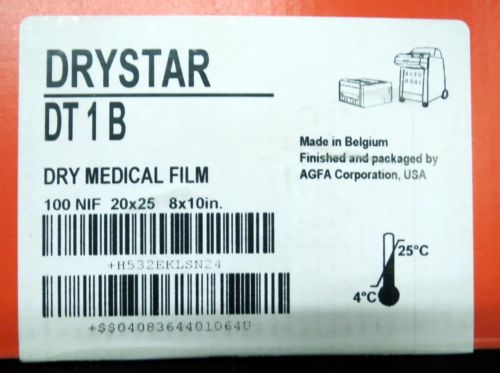 DRYSTAR
DT 1 B
DRY MEDICAL FILM
100 NIF 20x25 8x10in.
+H532EKLSN24
+$$0408364401064U
Made in Belgium
Finished and packaged by
AGFA Corporation, USA
25°C
4°C